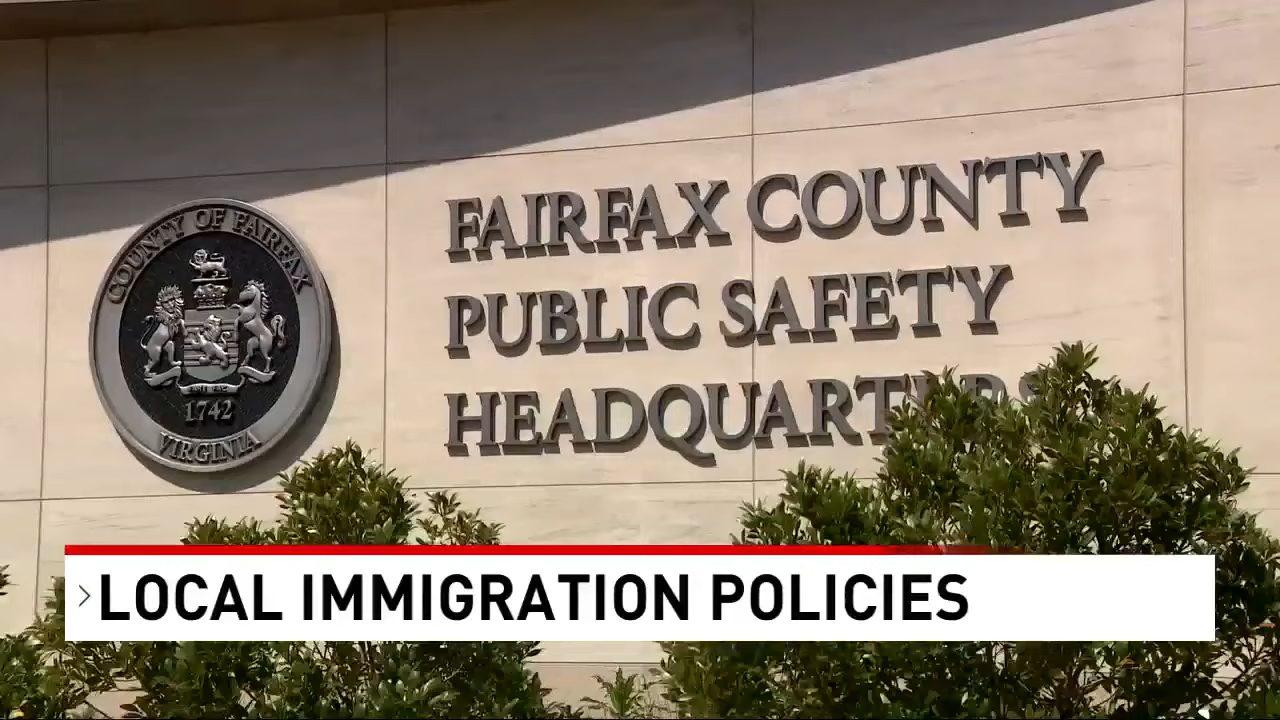 COUNTY OF FAIRFAX
1742
VIRGINIA
FAIRFAX COUNTY
PUBLIC SAFETY
HEADQUARTERS
LOCAL IMMIGRATION POLICIES